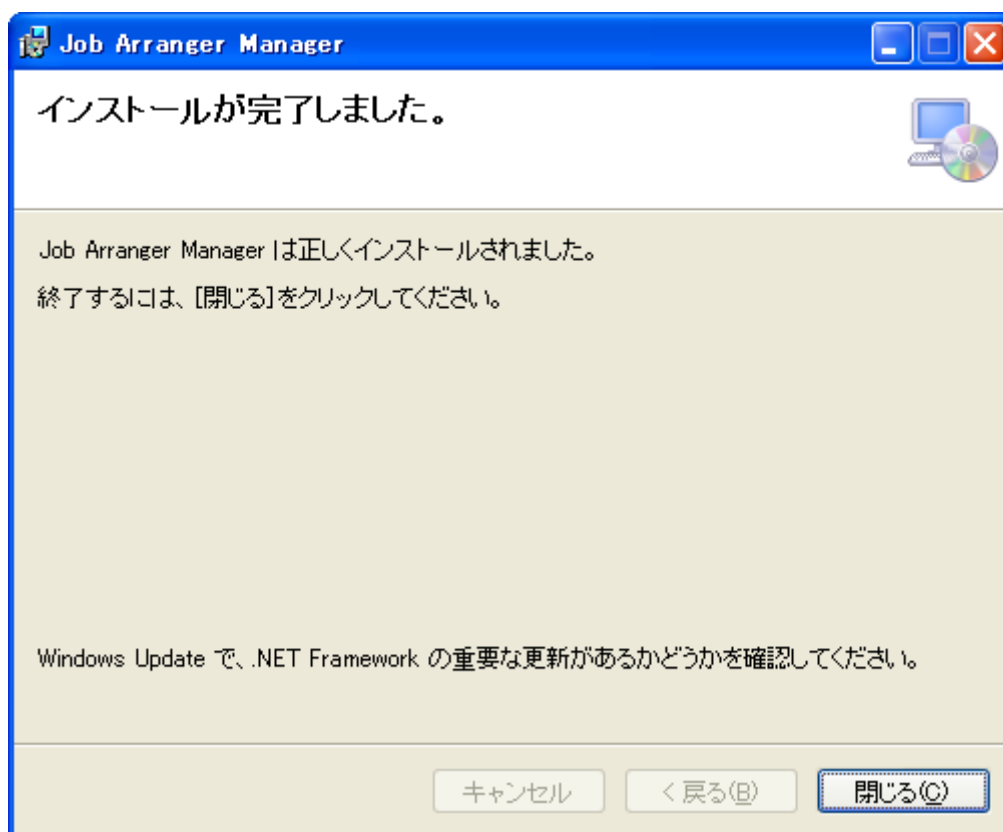 Job Arranger Manager
インストールが完了しました。
Job Arranger Manager は正しくインストールされました。
終了するには、[閉じる]をクリックしてください。
Windows Update で、.NET Framework の重要な更新があるかどうかを確認してください。
キャンセル
< 戻る(B)
閉じる(C)